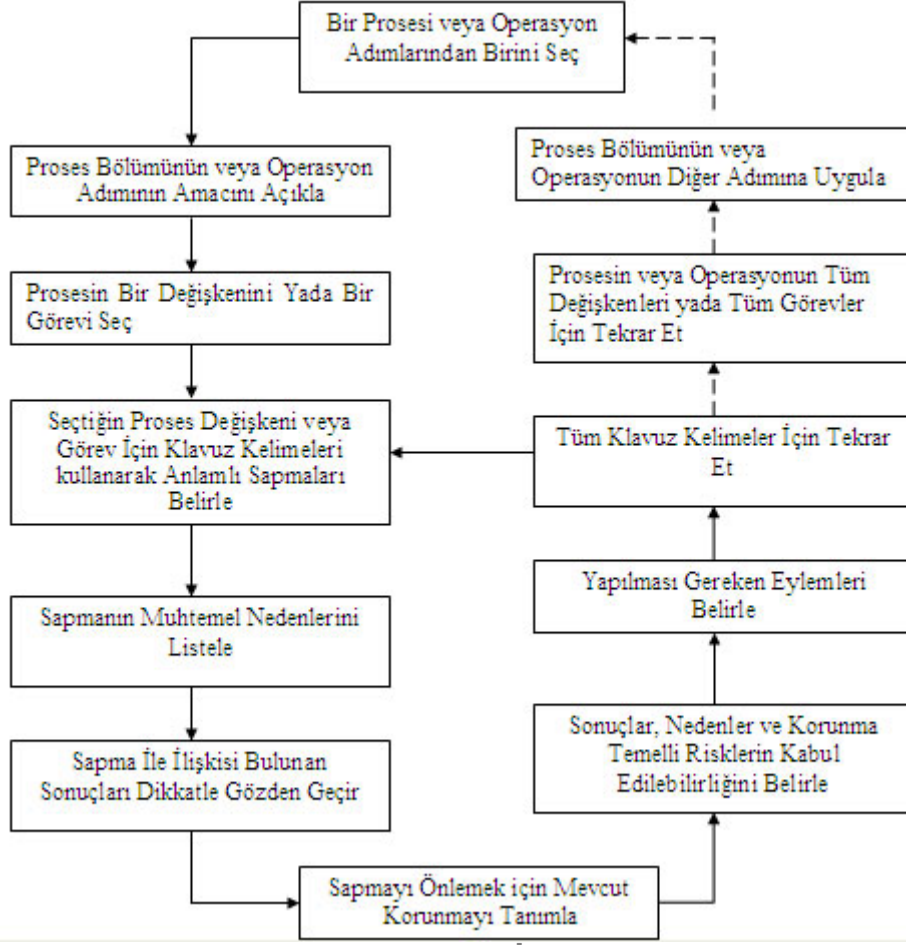 Bir Prosesi veya Operasyon
Adımlarından Birini Seç
Proses Bölümünün veya Operasyon
Adımının Amacını Açıkla
Prosesin Bir Değişkenini Yada Bir
Görevi Seç
Seçtiğin Proses Değişkeni veya
Görev İçin Klavuz Kelimeleri
kullanarak Anlamlı Sapmaları
Belirle
Sapmanın Muhtemel Nedenlerini
Listele
Sapma İle İlişkisi Bulunan
Sonuçları Dikkatle Gözden Geçir
Sapmayı Önlemek için Mevcut
Korunmayı Tanımla
Sonuçlar, Nedenler ve Korunma
Temelli Risklerin Kabul
Edilebilirliğini Belirle
Yapılması Gereken Eylemleri
Belirle
Tüm Klavuz Kelimeler İçin Tekrar
Et
Prosesin veya Operasyonun Tüm
Değişkenleri yada Tüm Görevler
İçin Tekrar Et
Proses Bölümünün veya
Operasyonun Diğer Adımına Uygula